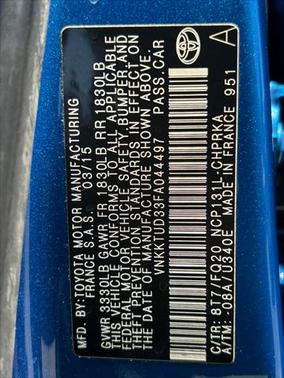 MFD. BY: TOYOTA MOTOR MANUFACTURING
FRANCE S.A.S. 03/15
GVWR 3330LB GAWR FR 1830LB RR 1820LB
THIS VEHICLE CONFORMS TO ALL APPLICABLE
FEDERAL MOTOR VEHICLE SAFETY, BUMPER AND
THEFT PREVENTION STANDARDS IN EFFECT
ON THE DATE OF MANUFACTURE SHOWN ABOVE.
VNKKTUD33FA044497 PASS.CAR
C/TR: 8T7/FQ20 NCP131L-CHPRKA
A/TM: -08A/U340E MADE IN FRANCE 951
TOYOTA
A